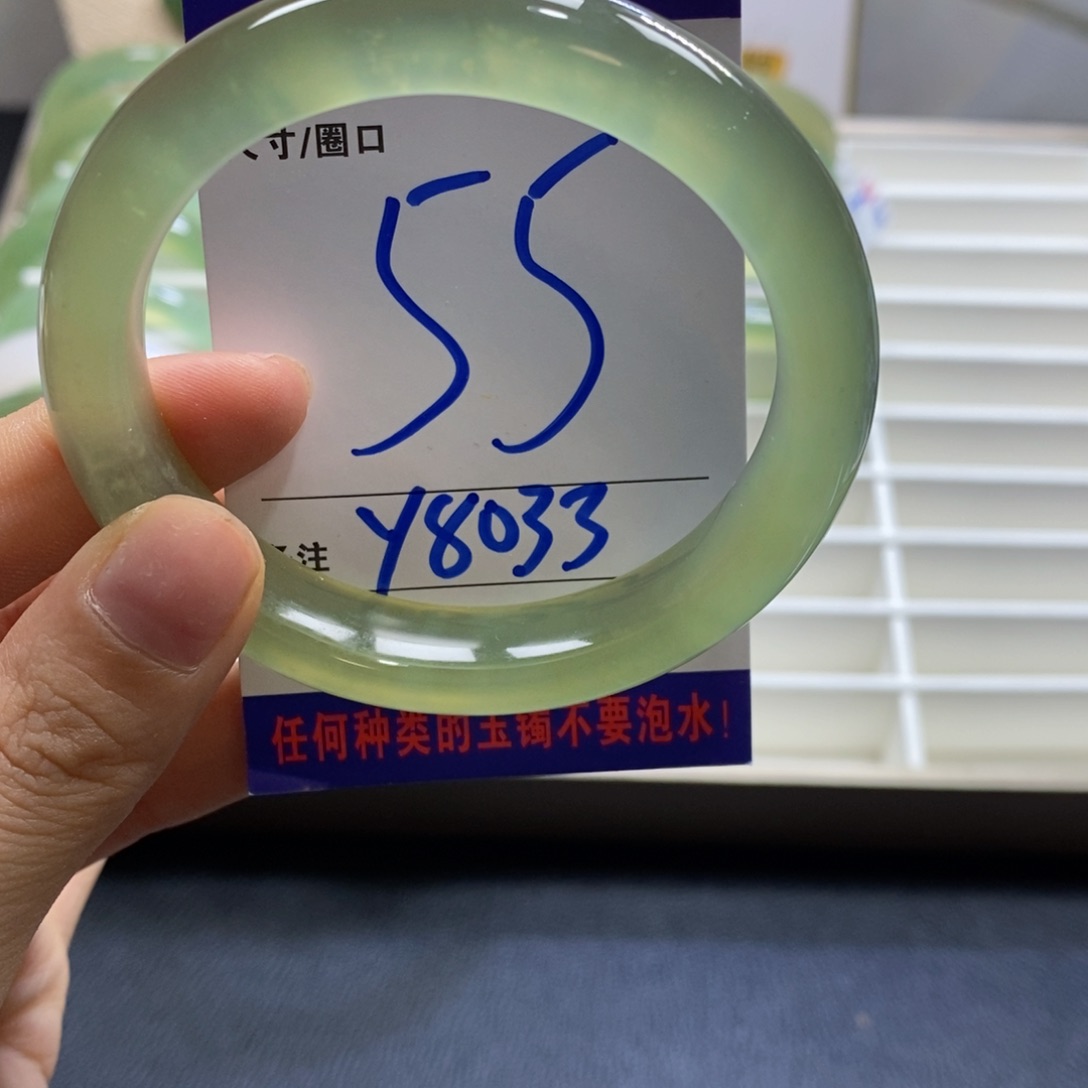 寸/圈口
55
注 Y8033
任何种类的玉镯不要泡水!